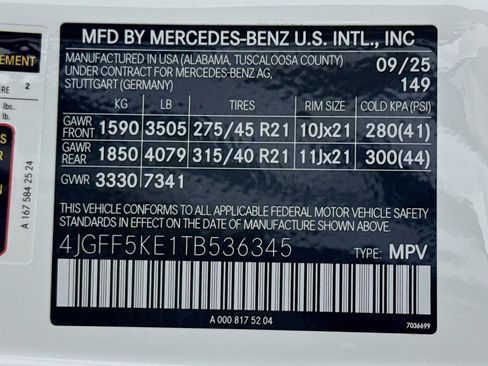 MFD BY MERCEDES-BENZ U.S. INTL., INC
MANUFACTURED IN USA (ALABAMA, TUSCALOOSA COUNTY)
UNDER CONTRACT FOR MERCEDES-BENZ AG,
STUTTGART (GERMANY)
09/25
149
KG LB TIRES RIM SIZE COLD KPA (PSI)
GAWR FRONT 1590 3505 275/45 R21 10Jx21 280(41)
GAWR REAR 1850 4079 315/40 R21 11Jx21 300(44)
GVWR 3330 7341
THIS VEHICLE CONFORMS TO ALL APPLICABLE FEDERAL MOTOR VEHICLE
SAFETY STANDARDS IN EFFECT ON THE DATE OF MANUFACTURE SHOWN ABOVE.
4JGFF5KE1TB536345
TYPE: MPV
A 000 817 52 04
7036699
2
lbs.
lbs.
A 167 584 25 24